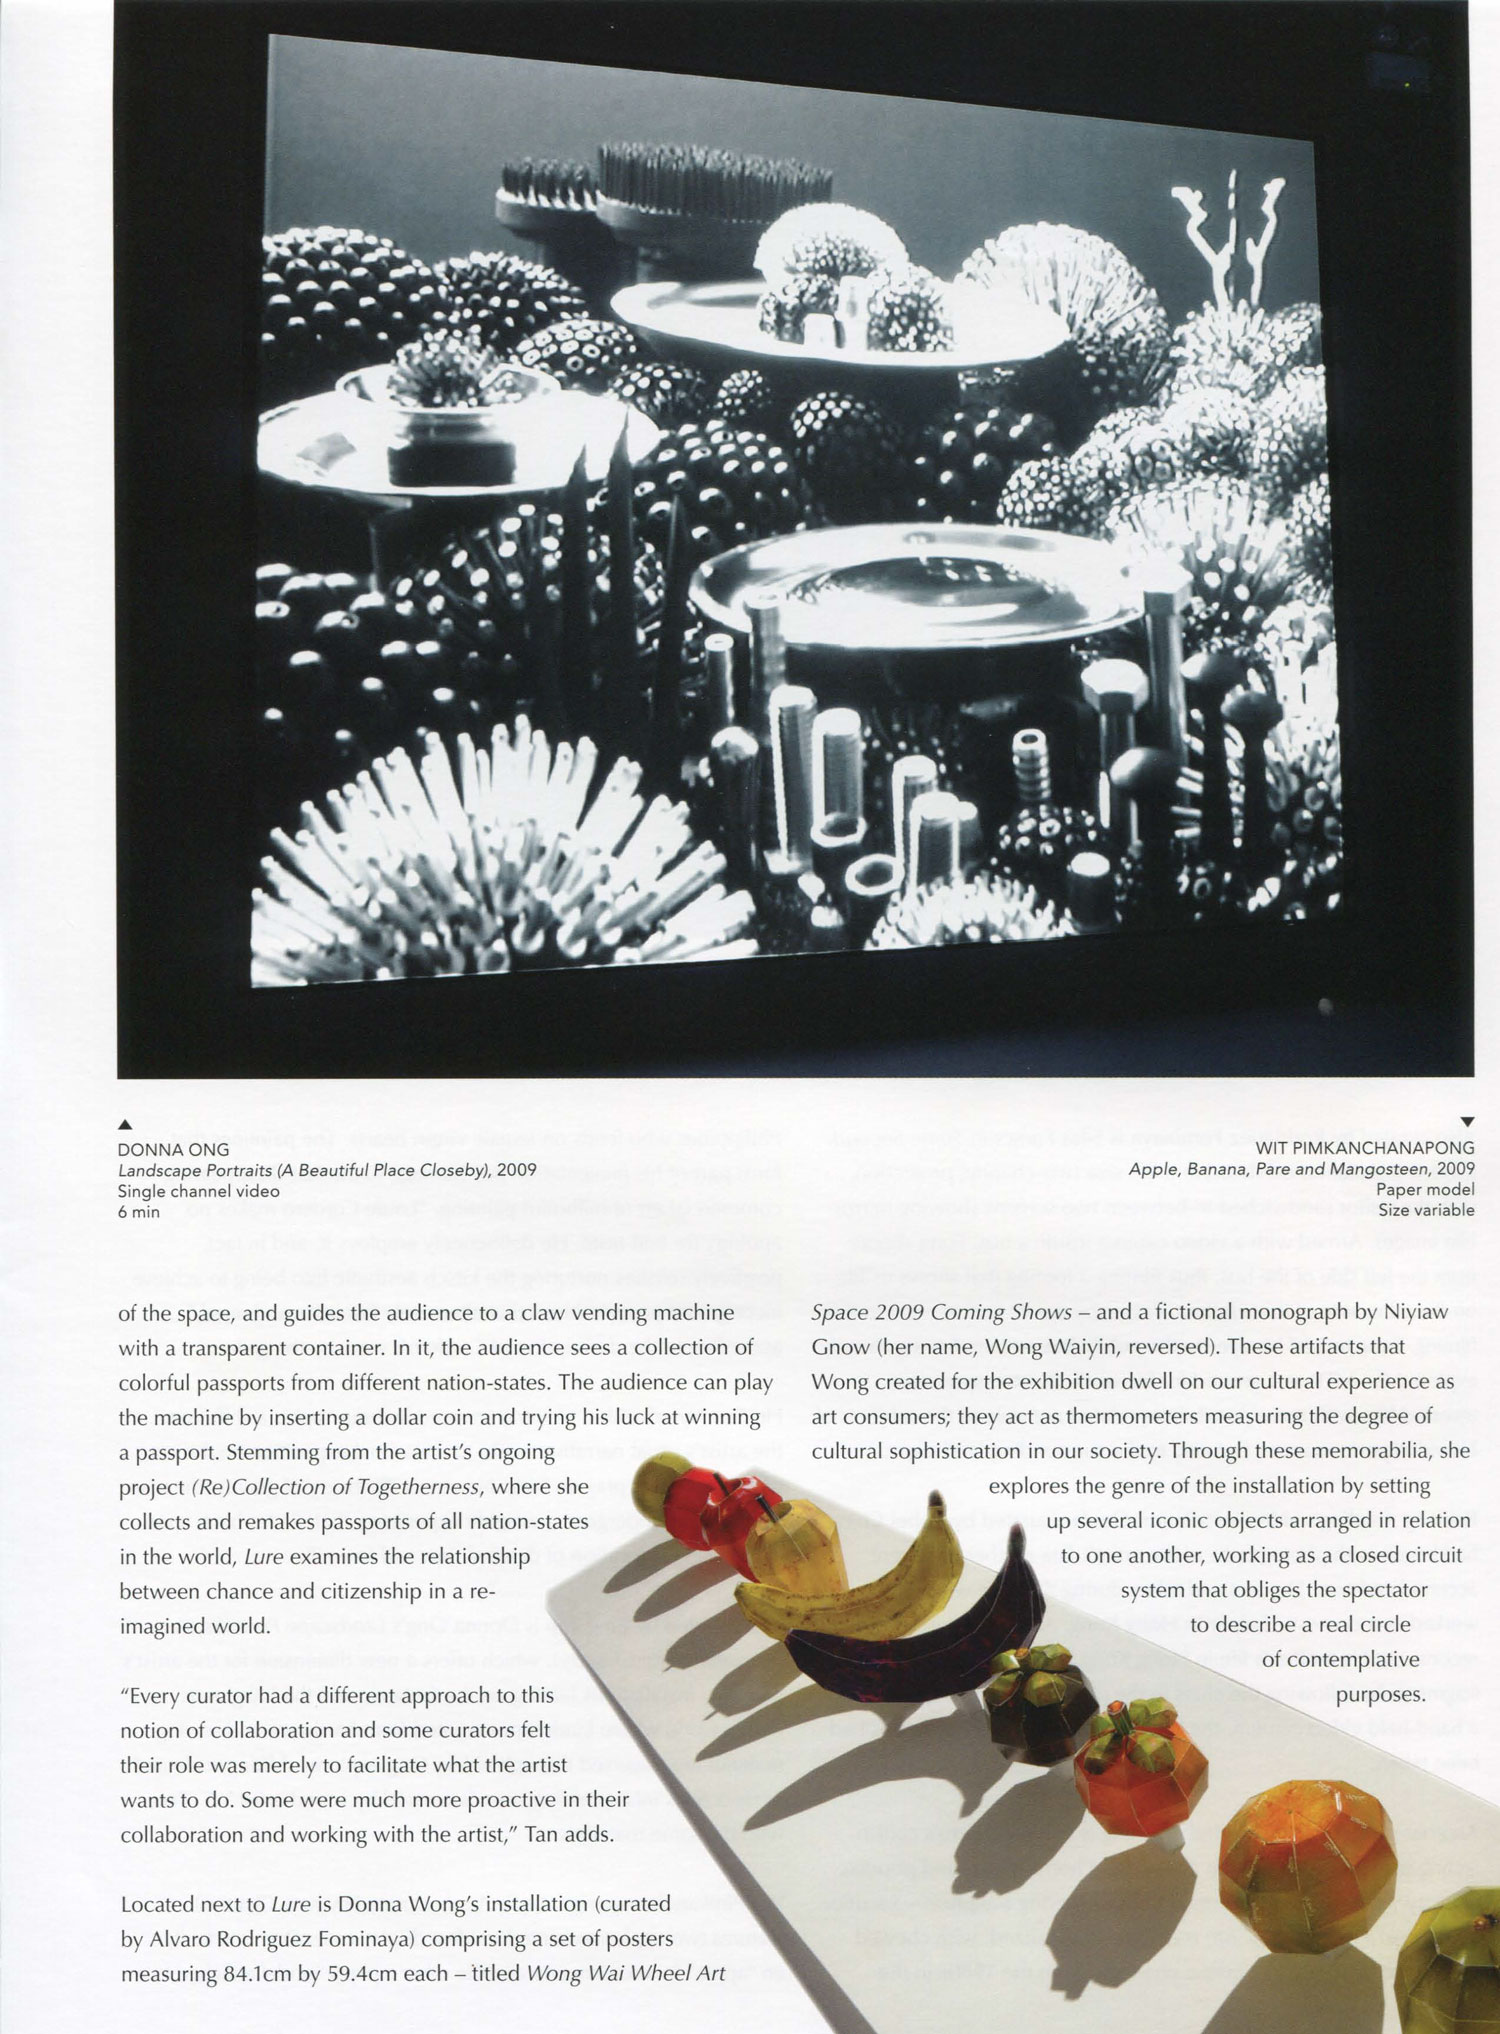 ▲
DONNA ONG
Landscape Portraits (A Beautiful Place Closeby), 2009
Single channel video
6 min
▼
WIT PIMKANCHANAPONG
Apple, Banana, Pare and Mangosteen, 2009
Paper model
Size variable
of the space, and guides the audience to a claw vending machine
with a transparent container. In it, the audience sees a collection of
colorful passports from different nation-states. The audience can play
the machine by inserting a dollar coin and trying his luck at winning
a passport. Stemming from the artist's ongoing
project (Re)Collection of Togetherness, where she
collects and remakes passports of all nation-states
in the world, Lure examines the relationship
between chance and citizenship in a re-
imagined world.
“Every curator had a different approach to this
notion of collaboration and some curators felt
their role was merely to facilitate what the artist
wants to do. Some were much more proactive in their
collaboration and working with the artist,” Tan adds.
Located next to Lure is Donna Wong's installation (curated
by Alvaro Rodriguez Fominaya) comprising a set of posters
measuring 84.1cm by 59.4cm each – titled Wong Wai Wheel Art
Space 2009 Coming Shows – and a fictional monograph by Niyiaw
Gnow (her name, Wong Waiyin, reversed). These artifacts that
Wong created for the exhibition dwell on our cultural experience as
art consumers; they act as thermometers measuring the degree of
cultural sophistication in our society. Through these memorabilia, she
explores the genre of the installation by setting
up several iconic objects arranged in relation
to one another, working as a closed circuit
system that obliges the spectator
to describe a real circle
of contemplative
purposes.